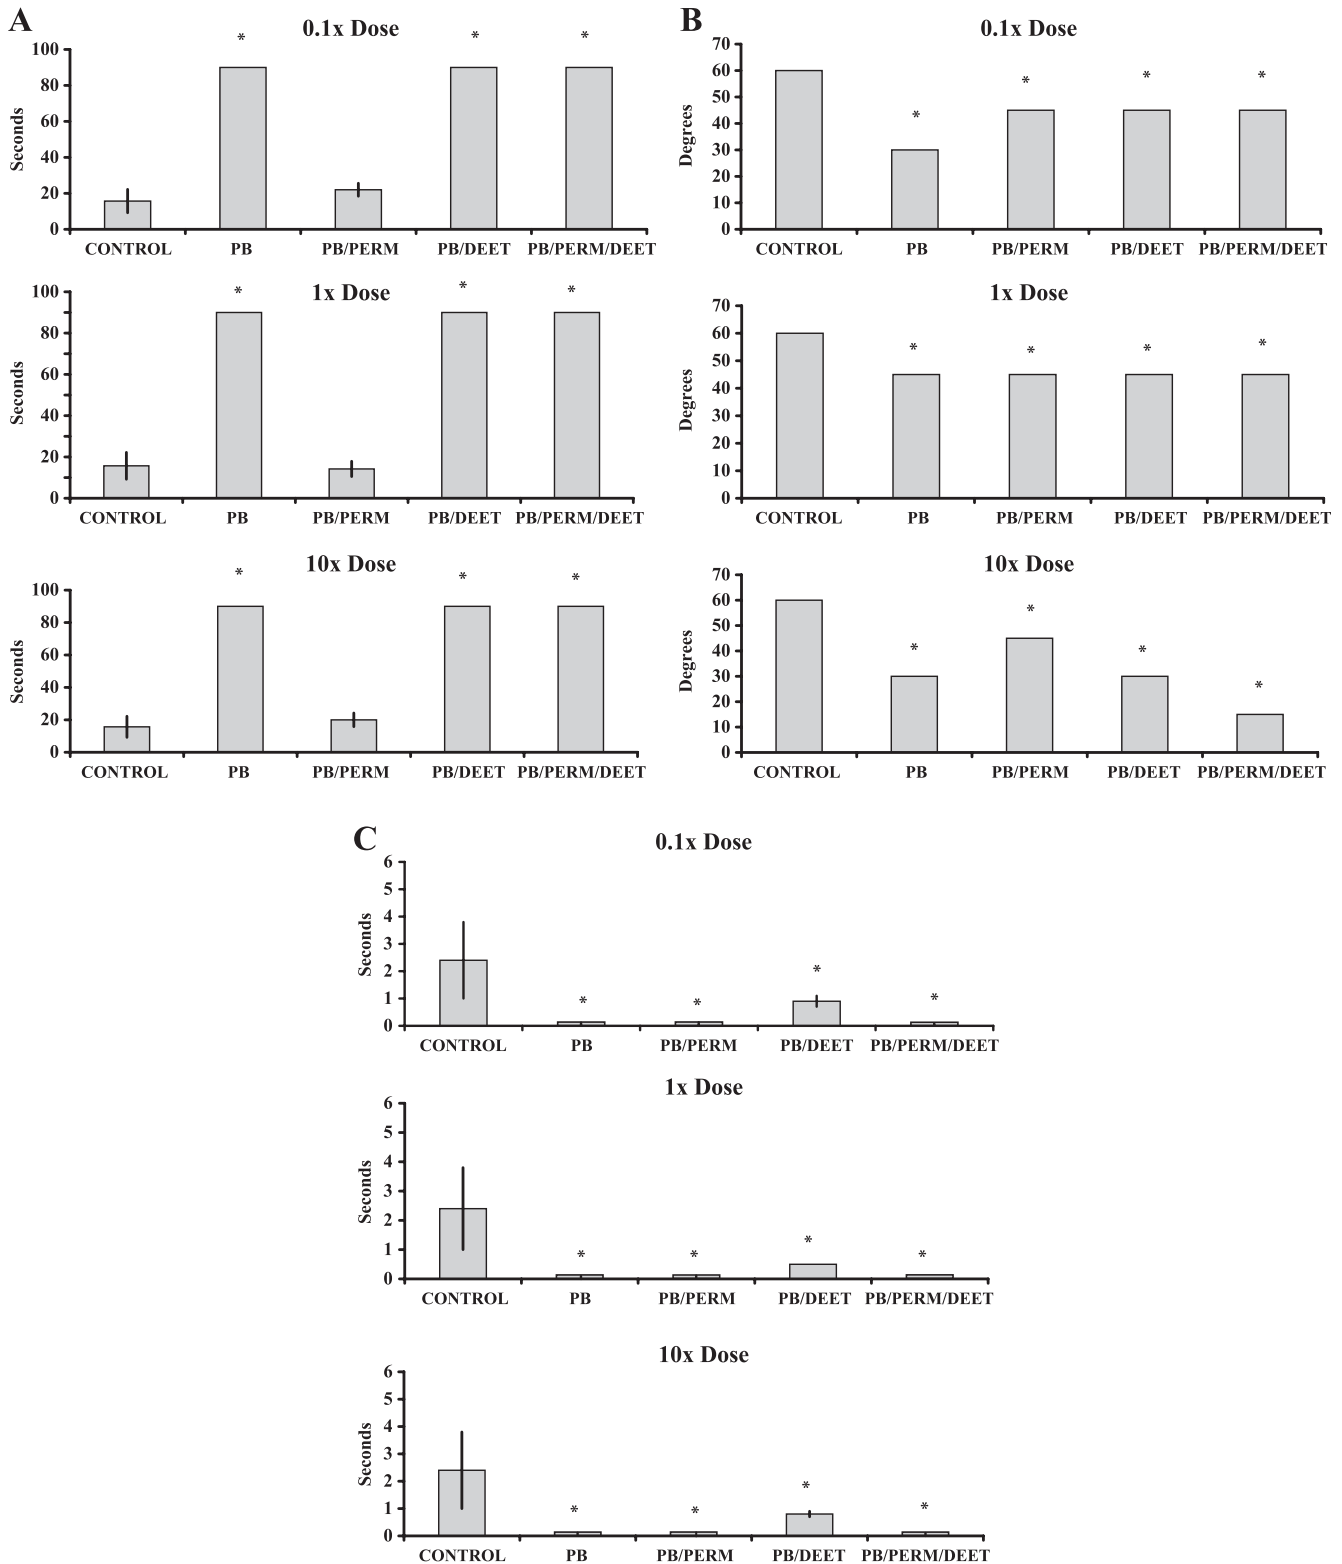 A
0.1x Dose
* * *
100
80
60
40
20
0
Seconds
CONTROL PB PB/PERM PB/DEET PB/PERM/DEET
1x Dose
* * *
100
80
60
40
20
0
Seconds
CONTROL PB PB/PERM PB/DEET PB/PERM/DEET
10x Dose
* * *
100
80
60
40
20
0
Seconds
CONTROL PB PB/PERM PB/DEET PB/PERM/DEET
B
0.1x Dose
* * * *
70
60
50
40
30
20
10
0
Degrees
CONTROL PB PB/PERM PB/DEET PB/PERM/DEET
1x Dose
* * * *
70
60
50
40
30
20
10
0
Degrees
CONTROL PB PB/PERM PB/DEET PB/PERM/DEET
10x Dose
* * * *
70
60
50
40
30
20
10
0
Degrees
CONTROL PB PB/PERM PB/DEET PB/PERM/DEET
C
0.1x Dose
* * * *
6
5
4
3
2
1
0
Seconds
CONTROL PB PB/PERM PB/DEET PB/PERM/DEET
1x Dose
* * * *
6
5
4
3
2
1
0
Seconds
CONTROL PB PB/PERM PB/DEET PB/PERM/DEET
10x Dose
* * * *
6
5
4
3
2
1
0
Seconds
CONTROL PB PB/PERM PB/DEET PB/PERM/DEET